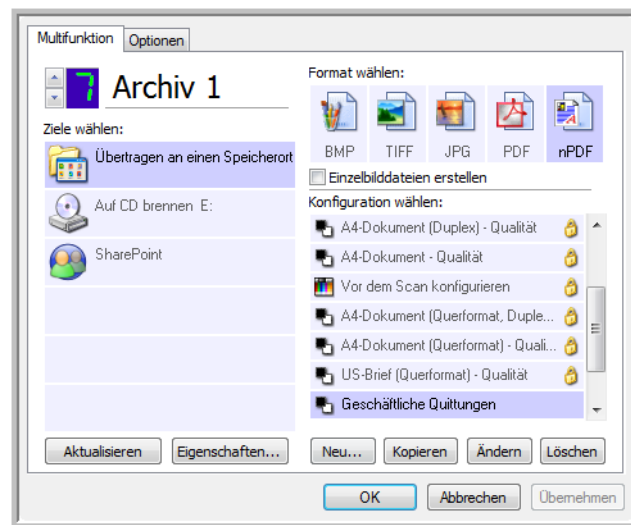 Multifunktion
Optionen
7
Archiv 1
Ziele wählen:
Übertragen an einen Speicherort
Auf CD brennen E:
SharePoint
Aktualisieren
Eigenschaften...
Format wählen:
BMP
TIFF
JPG
PDF
nPDF
Einzelbilddateien erstellen
Konfiguration wählen:
A4-Dokument (Duplex) - Qualität
A4-Dokument - Qualität
Vor dem Scan konfigurieren
A4-Dokument (Querformat, Duple...
A4-Dokument (Querformat) - Quali...
US-Brief (Querformat) - Qualität
Geschäftliche Quittungen
Neu...
Kopieren
Ändern
Löschen
OK
Abbrechen
Übernehmen